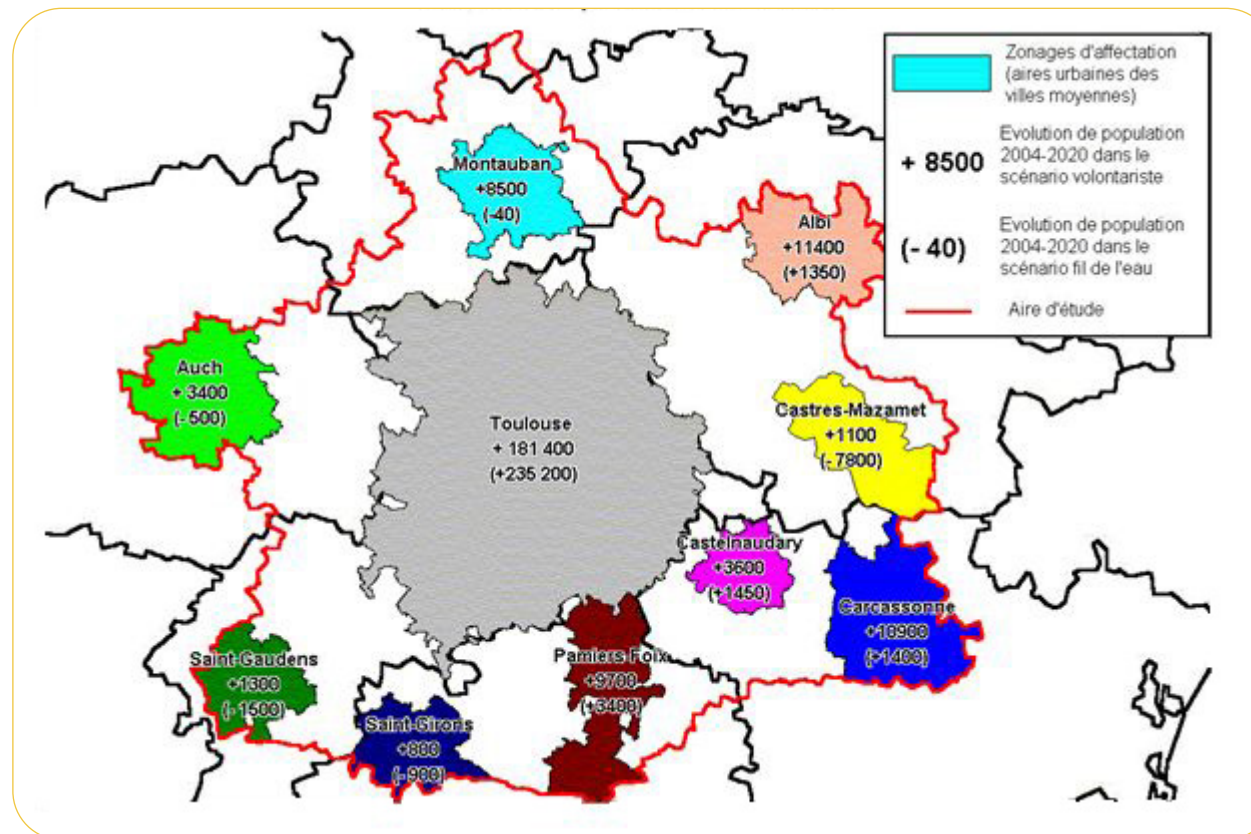 Zonages d'affectation
(aires urbaines des
villes moyennes)
+ 8500
Evolution de population
2004-2020 dans le
scénario volontariste
(- 40)
Evolution de population
2004-2020 dans le
scénario fil de l'eau
Aire d'étude
Montauban
+8500
(-40)
Albi
+11400
(+1350)
Auch
+ 3400
(- 500)
Toulouse
+ 181 400
(+235 200)
Castres-Mazamet
+1100
(- 7800)
Castelnaudary
+3600
(+1450)
Carcassonne
+10900
(+1400)
Saint-Gaudens
+1300
(- 1500)
Pamiers Foix
+9700
(+3400)
Saint-Girons
+800
(- 900)